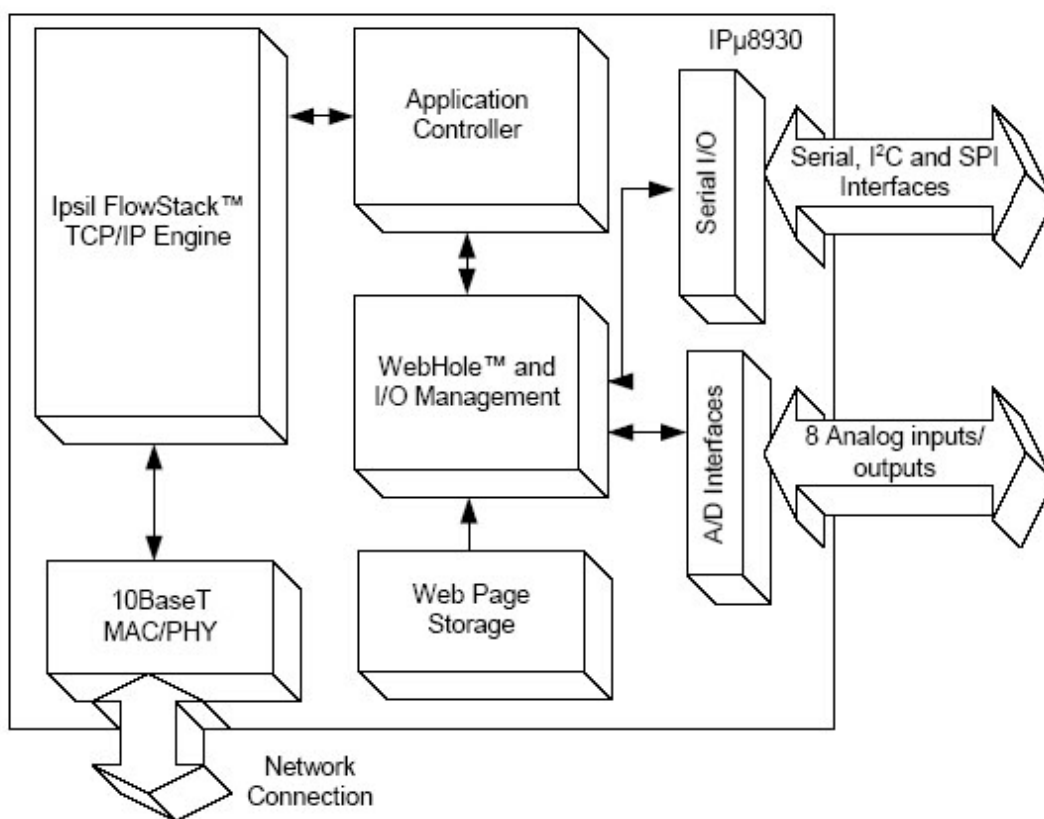 IPµ8930
Ipsil FlowStack™
TCP/IP Engine
Application
Controller
Serial I/O
Serial, I²C and SPI
Interfaces
WebHole™ and
I/O Management
A/D Interfaces
8 Analog inputs/
outputs
10BaseT
MAC/PHY
Web Page
Storage
Network
Connection